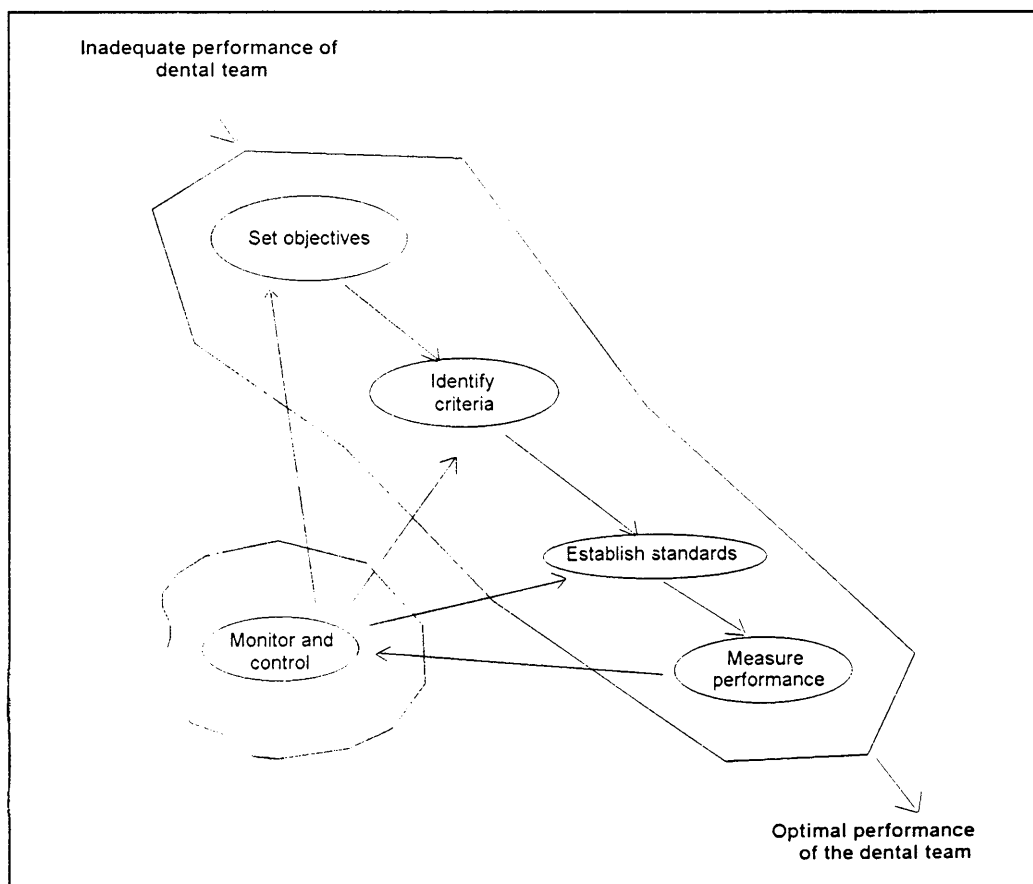 Inadequate performance of
dental team
Set objectives
Identify
criteria
Establish standards
Monitor and
control
Measure
performance
Optimal performance
of the dental team